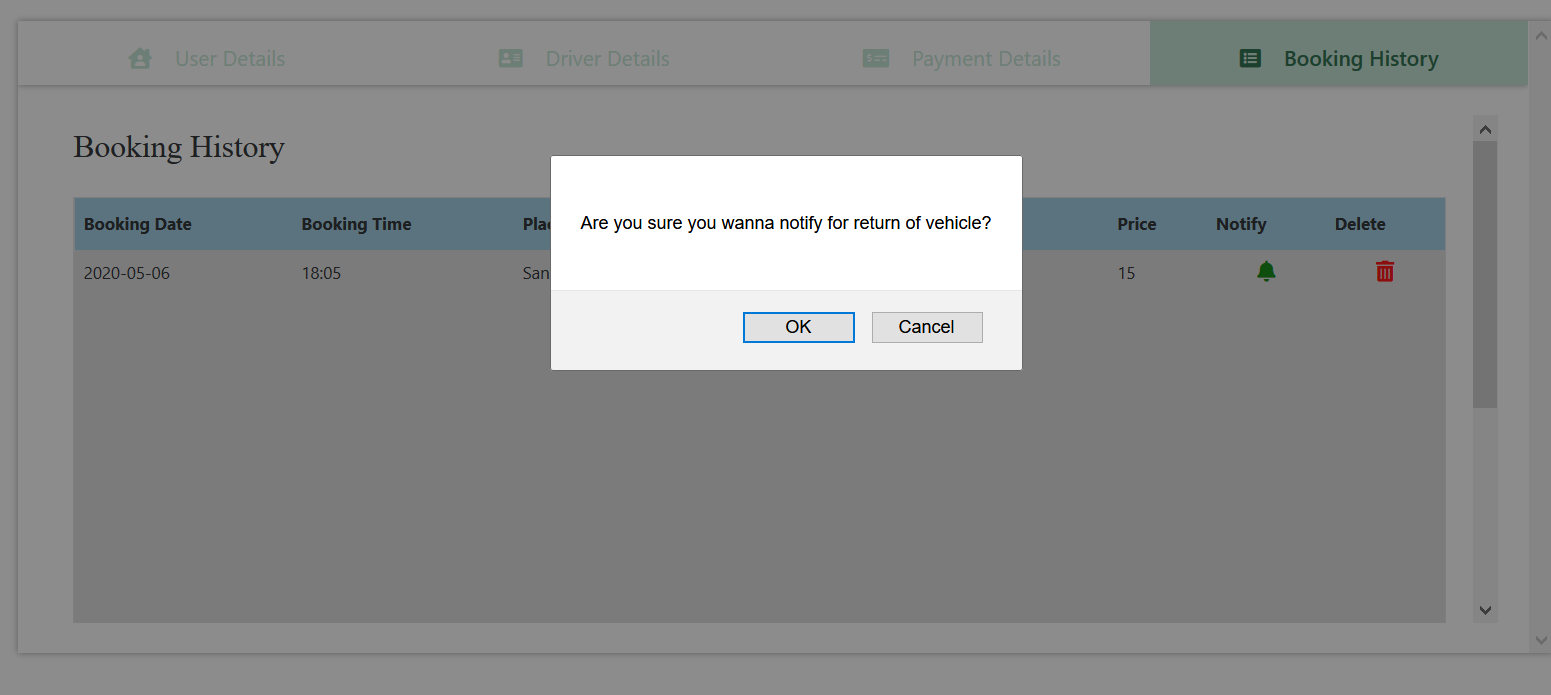 User Details
Driver Details
Payment Details
Booking History
Booking History
Are you sure you wanna notify for return of vehicle?
OK
Cancel
Booking Date Booking Time Price Notify Delete
2020-05-06 18:05 San 15